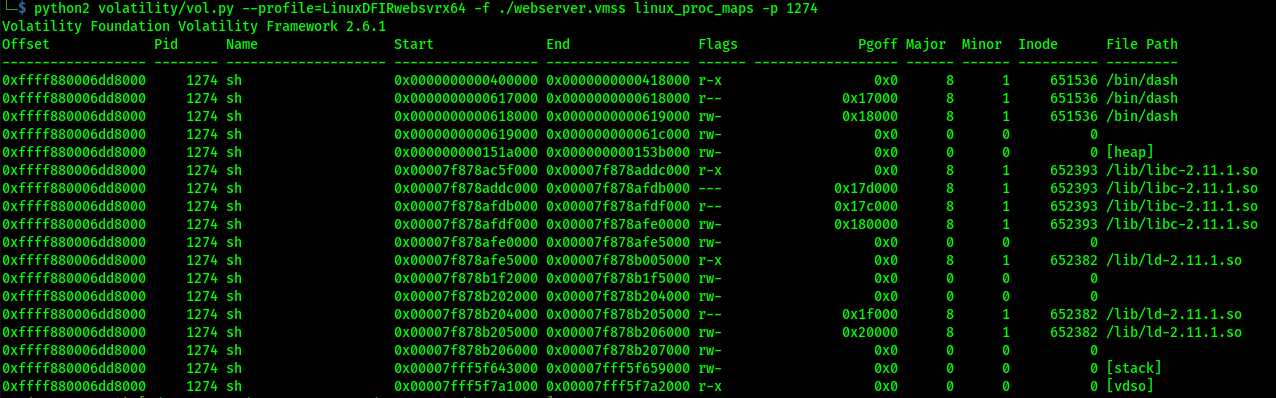 └─$ python2 volatility/vol.py --profile=LinuxDFIRwebsvrx64 -f ./webserver.vmss linux_proc_maps -p 1274
Volatility Foundation Volatility Framework 2.6.1
Offset             Pid      Name                 Start              End                Flags               Pgoff Major  Minor  Inode      File Path
------------------ -------- -------------------- ------------------ ------------------ ------ ------------------ ------ ------ ---------- ---------
0xffff880006dd8000     1274 sh                   0x0000000000400000 0x0000000000418000 r-x                   0x0      8      1     651536 /bin/dash
0xffff880006dd8000     1274 sh                   0x0000000000617000 0x0000000000618000 r--               0x17000      8      1     651536 /bin/dash
0xffff880006dd8000     1274 sh                   0x0000000000618000 0x0000000000619000 rw-               0x18000      8      1     651536 /bin/dash
0xffff880006dd8000     1274 sh                   0x0000000000619000 0x000000000061c000 rw-                   0x0      0      0          0
0xffff880006dd8000     1274 sh                   0x000000000151a000 0x000000000153b000 rw-                   0x0      0      0          0 [heap]
0xffff880006dd8000     1274 sh                   0x00007f878ac5f000 0x00007f878addc000 r-x                   0x0      8      1     652393 /lib/libc-2.11.1.so
0xffff880006dd8000     1274 sh                   0x00007f878addc000 0x00007f878afdb000 ---              0x17d000      8      1     652393 /lib/libc-2.11.1.so
0xffff880006dd8000     1274 sh                   0x00007f878afdb000 0x00007f878afdf000 r--              0x17c000      8      1     652393 /lib/libc-2.11.1.so
0xffff880006dd8000     1274 sh                   0x00007f878afdf000 0x00007f878afe0000 rw-              0x180000      8      1     652393 /lib/libc-2.11.1.so
0xffff880006dd8000     1274 sh                   0x00007f878afe0000 0x00007f878afe5000 rw-                   0x0      0      0          0
0xffff880006dd8000     1274 sh                   0x00007f878afe5000 0x00007f878b005000 r-x                   0x0      8      1     652382 /lib/ld-2.11.1.so
0xffff880006dd8000     1274 sh                   0x00007f878b1f2000 0x00007f878b1f5000 rw-                   0x0      0      0          0
0xffff880006dd8000     1274 sh                   0x00007f878b202000 0x00007f878b204000 rw-                   0x0      0      0          0
0xffff880006dd8000     1274 sh                   0x00007f878b204000 0x00007f878b205000 r--               0x1f000      8      1     652382 /lib/ld-2.11.1.so
0xffff880006dd8000     1274 sh                   0x00007f878b205000 0x00007f878b206000 rw-               0x20000      8      1     652382 /lib/ld-2.11.1.so
0xffff880006dd8000     1274 sh                   0x00007f878b206000 0x00007f878b207000 rw-                   0x0      0      0          0
0xffff880006dd8000     1274 sh                   0x00007fff5f643000 0x00007fff5f659000 rw-                   0x0      0      0          0 [stack]
0xffff880006dd8000     1274 sh                   0x00007fff5f7a1000 0x00007fff5f7a2000 r-x                   0x0      0      0          0 [vdso]